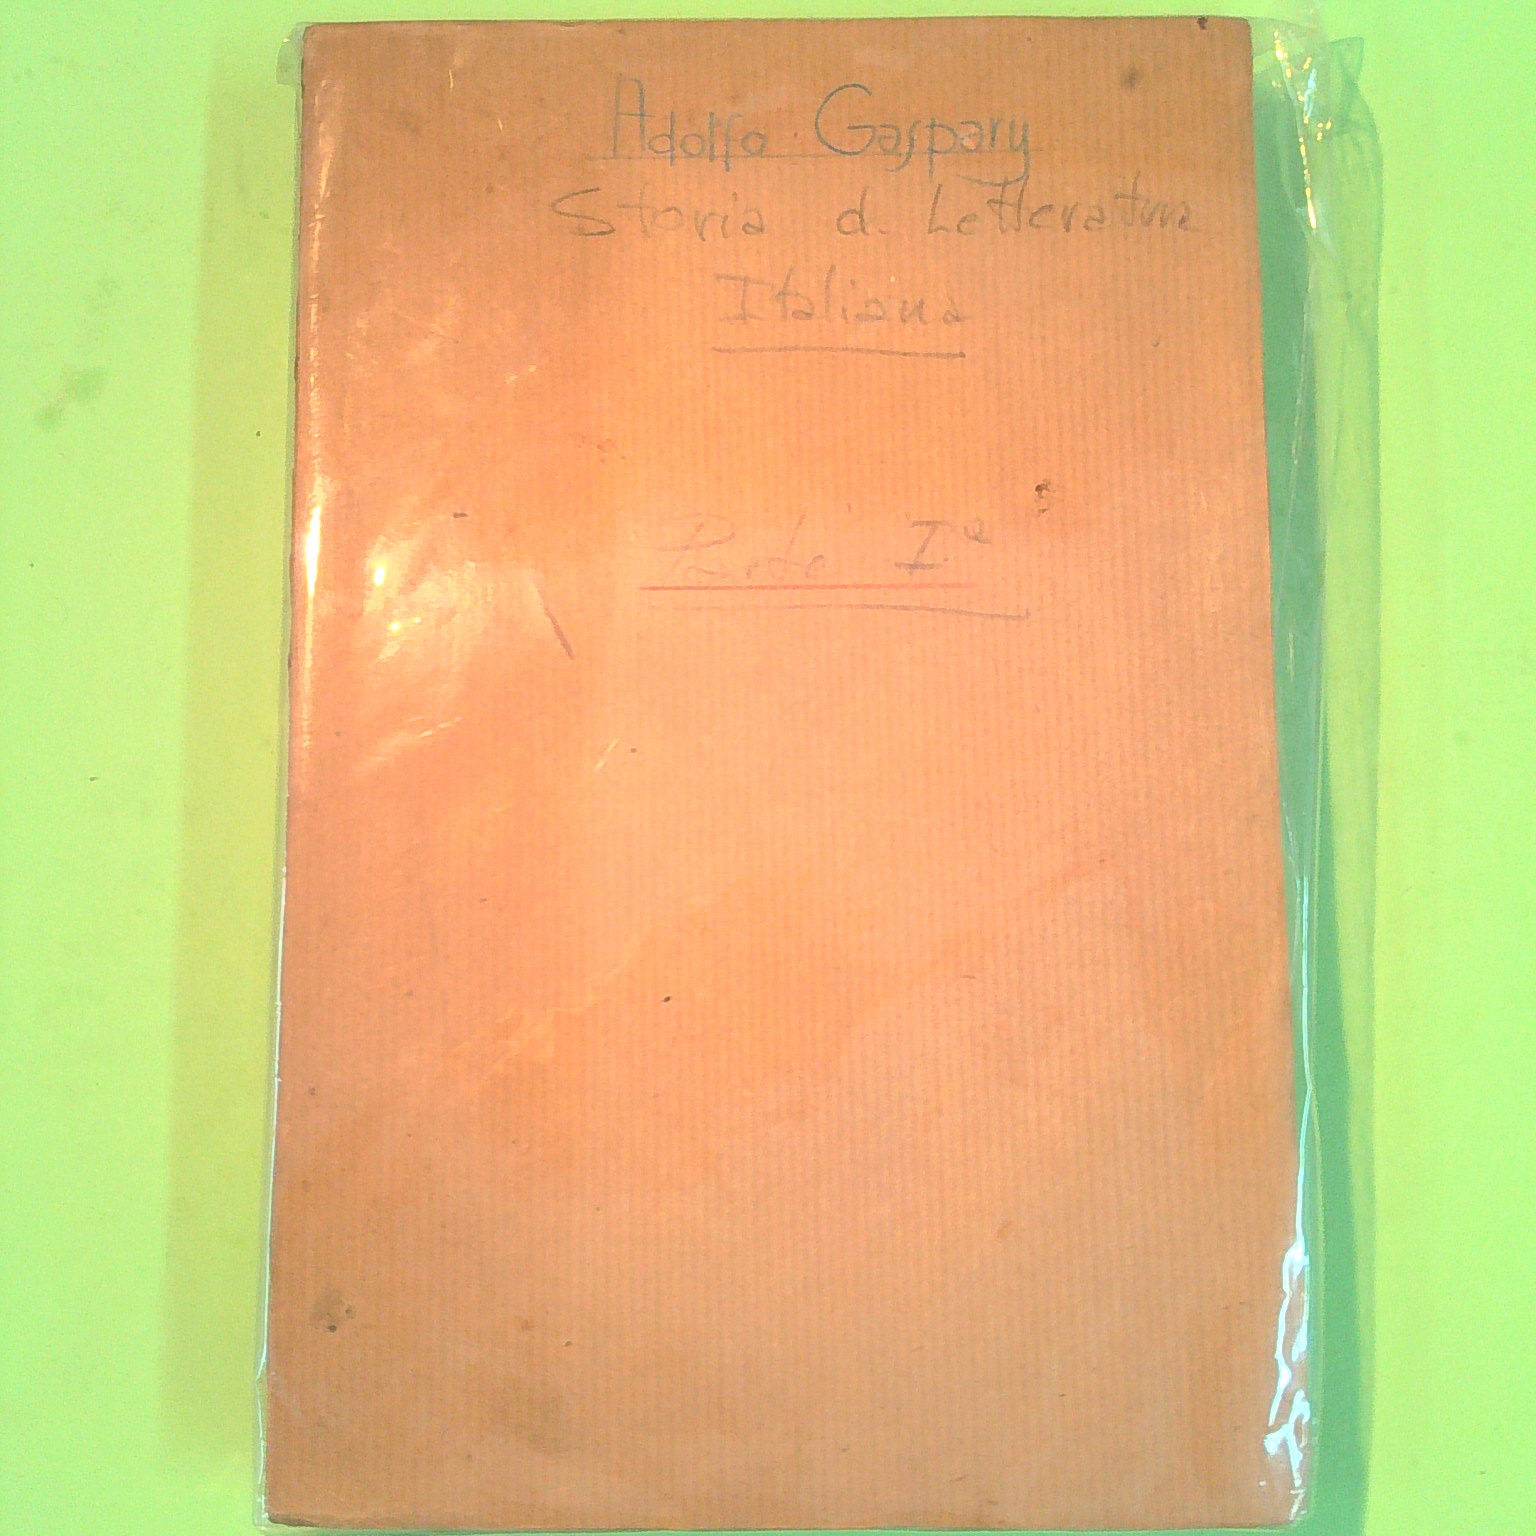 Adolfo Gaspary
Storia d. Letteratura
Italiana
Parte Iª